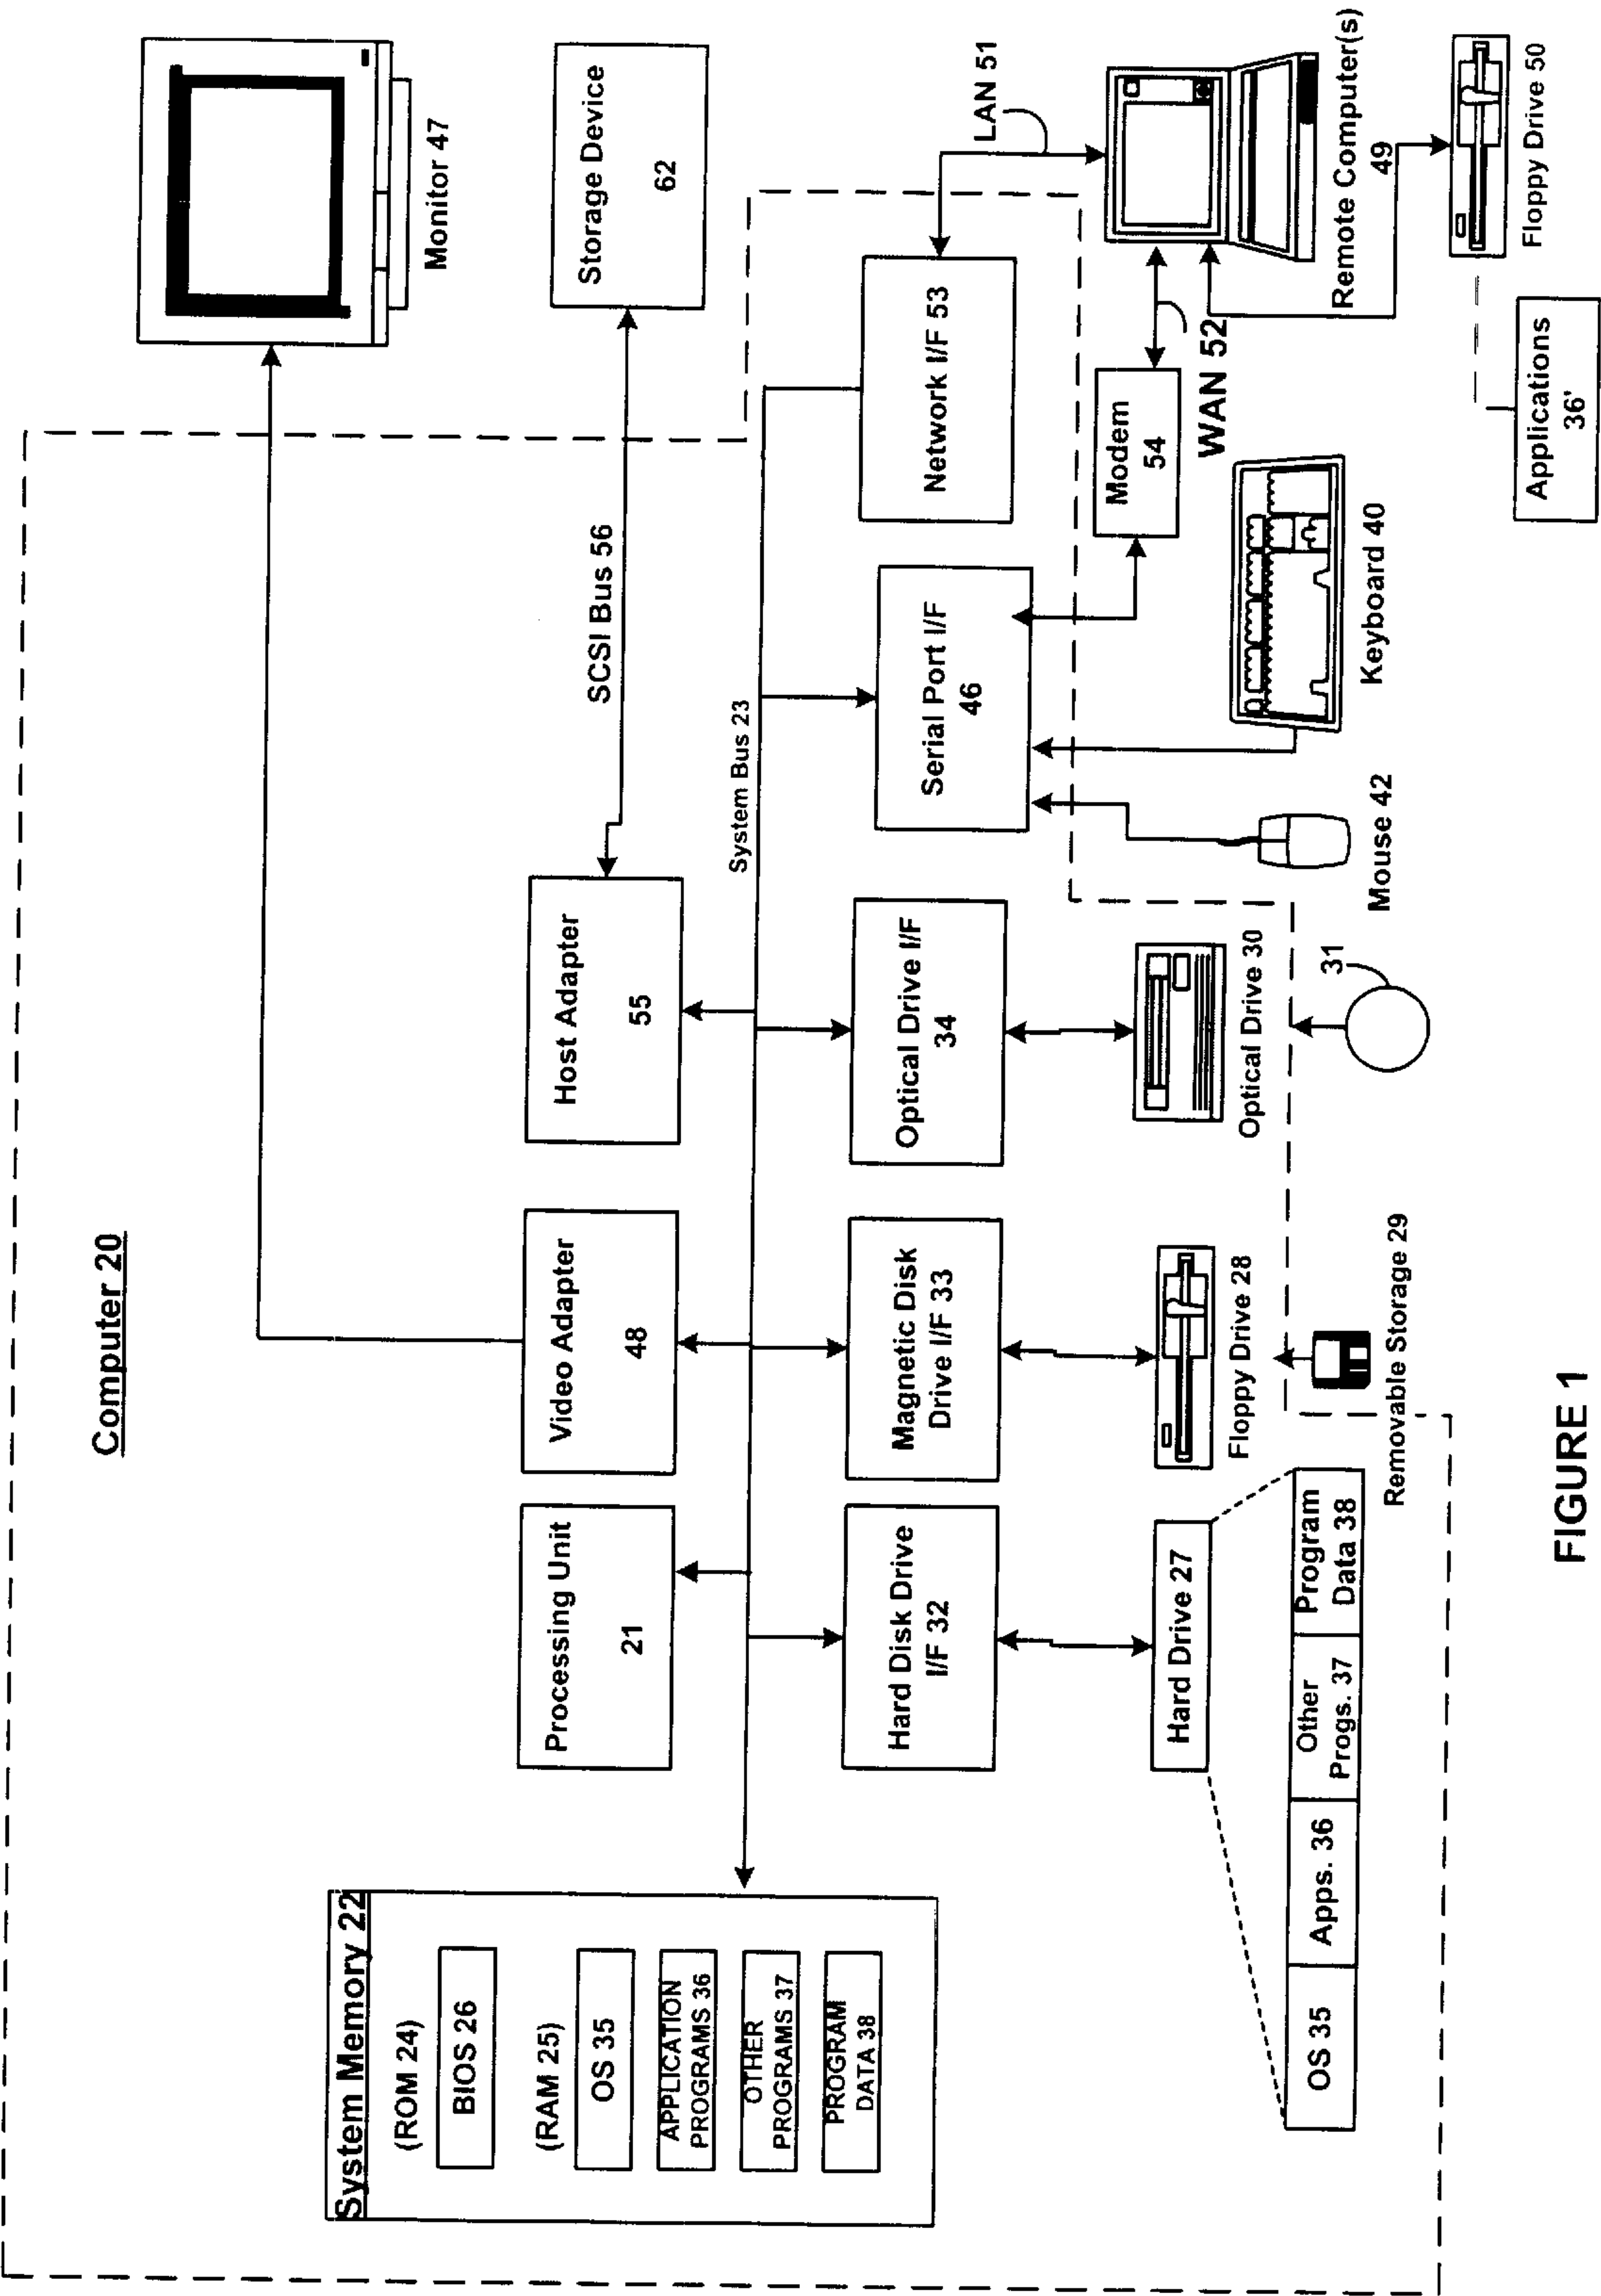 Computer 20
Monitor 47
System Memory 22
(ROM 24)
BIOS 26
(RAM 25)
OS 35
APPLICATION
PROGRAMS 36
OTHER
PROGRAMS 37
PROGRAM
DATA 38
Processing Unit
21
Video Adapter
48
Host Adapter
55
SCSI Bus 56
Storage Device
62
System Bus 23
Hard Disk Drive
I/F 32
Magnetic Disk
Drive I/F 33
Optical Drive I/F
34
Serial Port I/F
46
Network I/F 53
LAN 51
Hard Drive 27
Floppy Drive 28
Optical Drive 30
Modem
54
WAN 52
Remote Computer(s)
49
OS 35
Apps. 36
Other
Progs. 37
Program
Data 38
Removable Storage 29
31
Mouse 42
Keyboard 40
Floppy Drive 50
Applications
36'
FIGURE 1